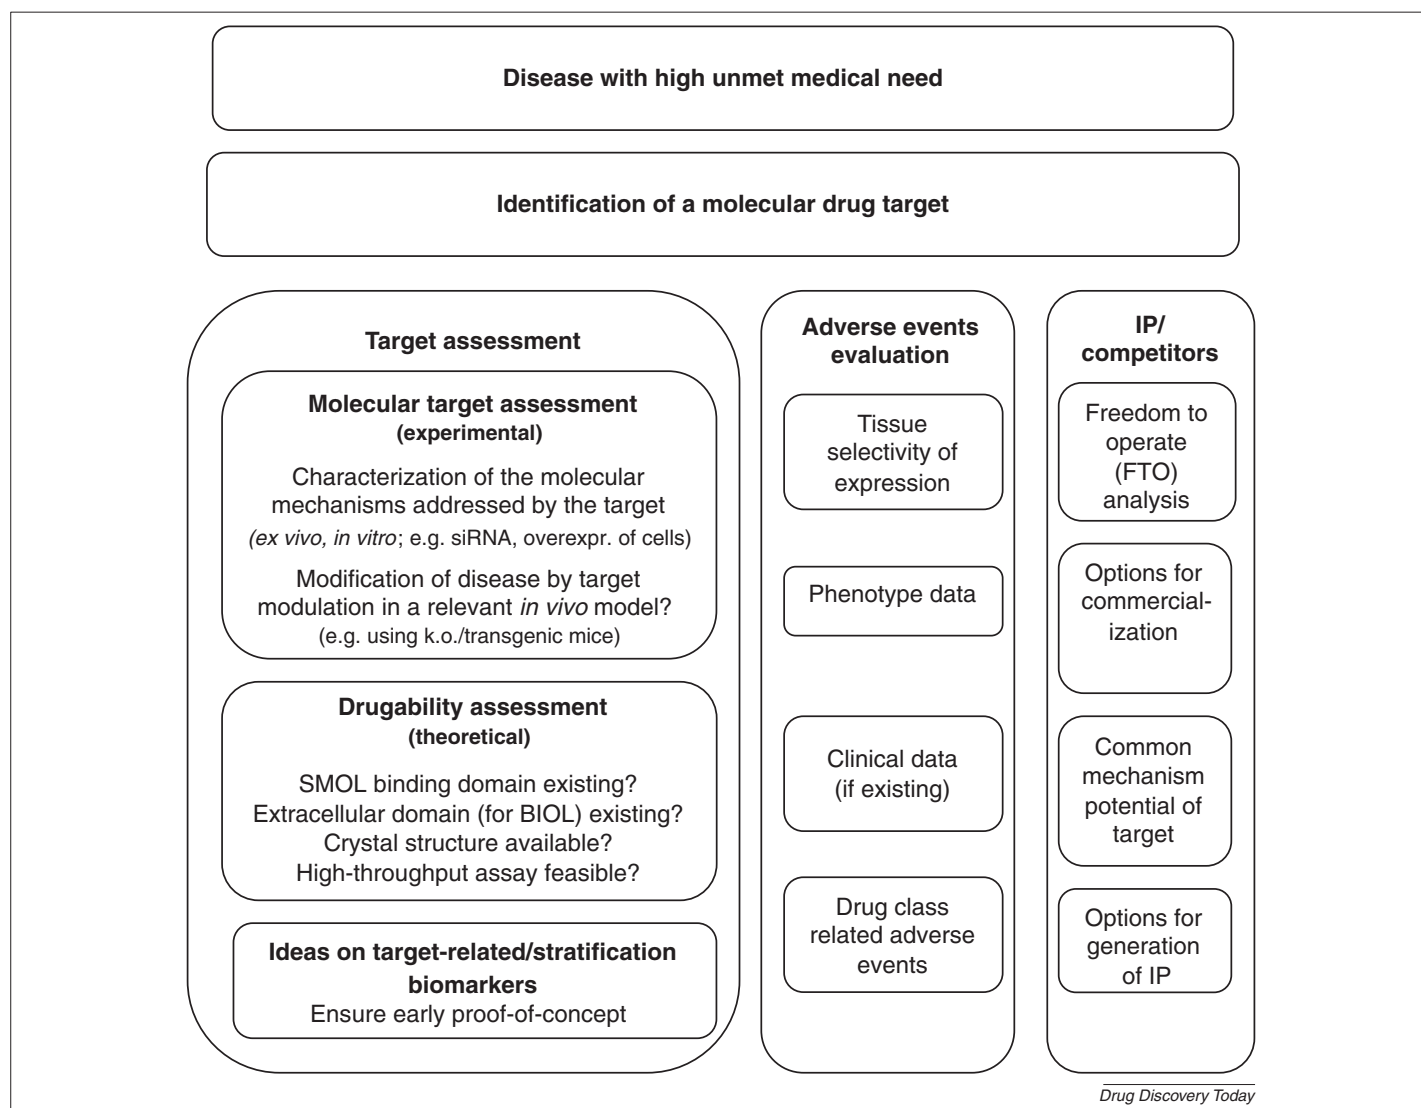 Disease with high unmet medical need
Identification of a molecular drug target
Target assessment
Molecular target assessment
(experimental)
Characterization of the molecular
mechanisms addressed by the target
(ex vivo, in vitro; e.g. siRNA, overexpr. of cells)
Modification of disease by target
modulation in a relevant in vivo model?
(e.g. using k.o./transgenic mice)
Drugability assessment
(theoretical)
SMOL binding domain existing?
Extracellular domain (for BIOL) existing?
Crystal structure available?
High-throughput assay feasible?
Ideas on target-related/stratification
biomarkers
Ensure early proof-of-concept
Adverse events
evaluation
Tissue
selectivity of
expression
Phenotype data
Clinical data
(if existing)
Drug class
related adverse
events
IP/
competitors
Freedom to
operate
(FTO)
analysis
Options for
commercial-
ization
Common
mechanism
potential of
target
Options for
generation
of IP
Drug Discovery Today